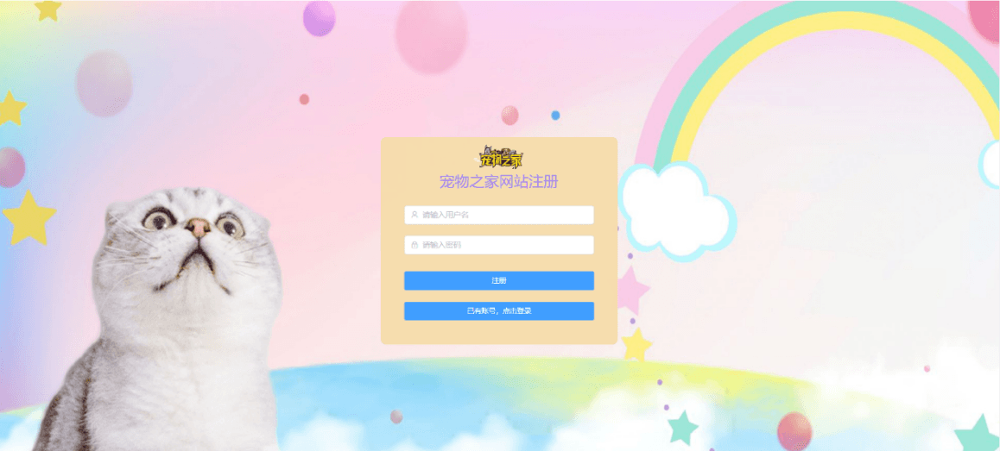 宠物之家
宠物之家网站注册
请输入用户名
请输入密码
注册
已有账号，点击登录